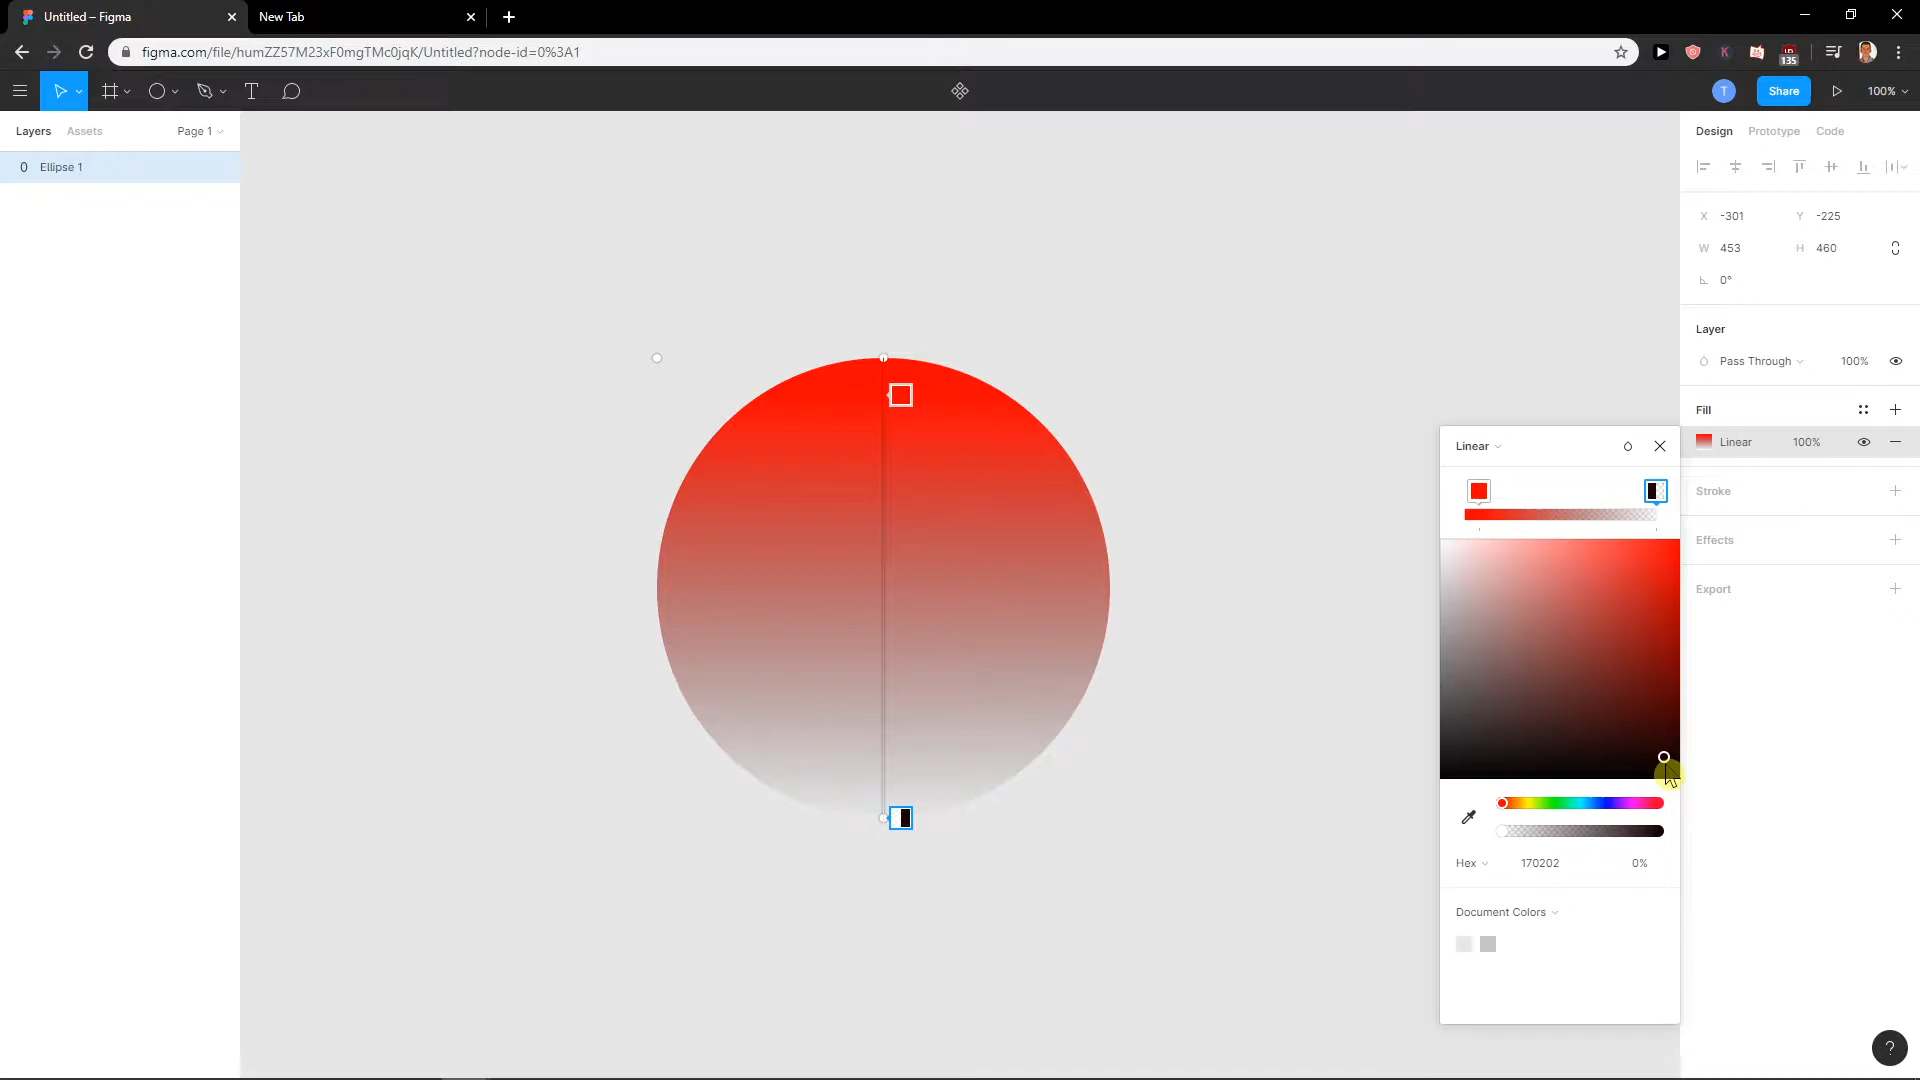 Untitled – Figma
New Tab
figma.com/file/humZZ57M23xF0mgTMc0jqK/Untitled?node-id=0%3A1
K
135
T
Share
100%
Layers
Assets
Page 1
Design
Prototype
Code
Ellipse 1
X -301
Y -225
W 453
H 460
0°
Layer
Pass Through
100%
Fill
Linear
100%
Stroke
Effects
Export
Linear
Hex
170202
0%
Document Colors
?